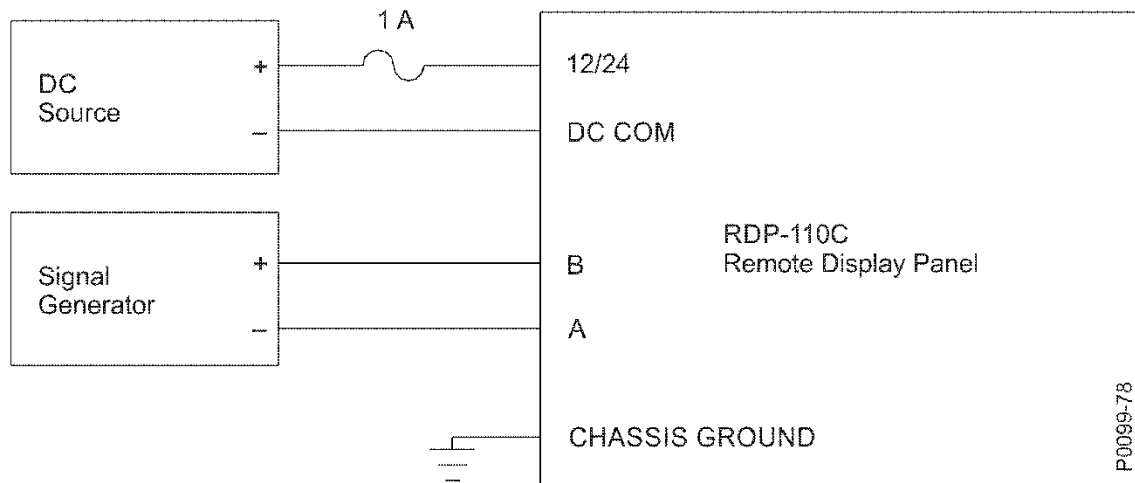 1 A
DC
Source
+
–
12/24
DC COM
Signal
Generator
+
–
B
A
RDP-110C
Remote Display Panel
CHASSIS GROUND
P0099-78